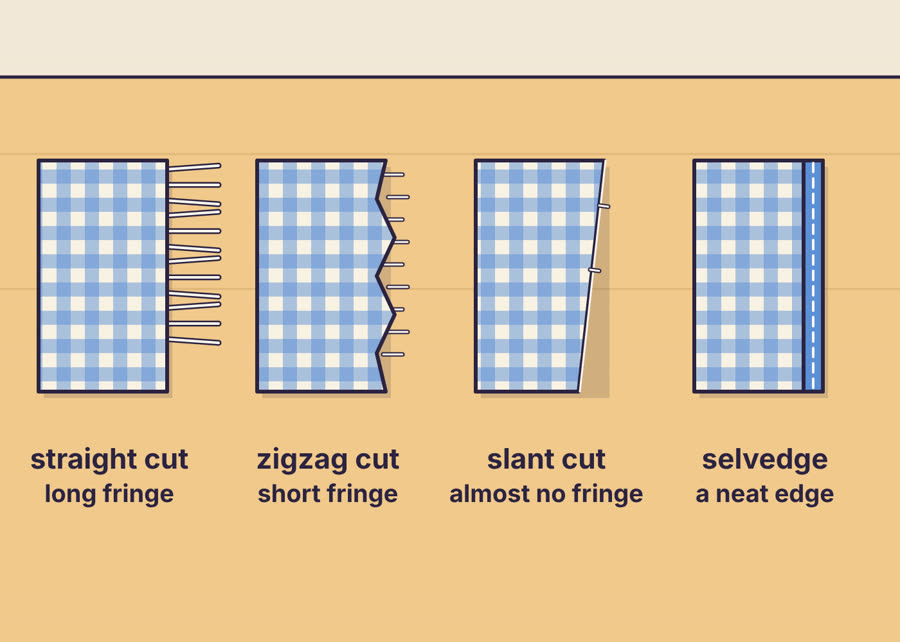 straight cut
long fringe
zigzag cut
short fringe
slant cut
almost no fringe
selvedge
a neat edge